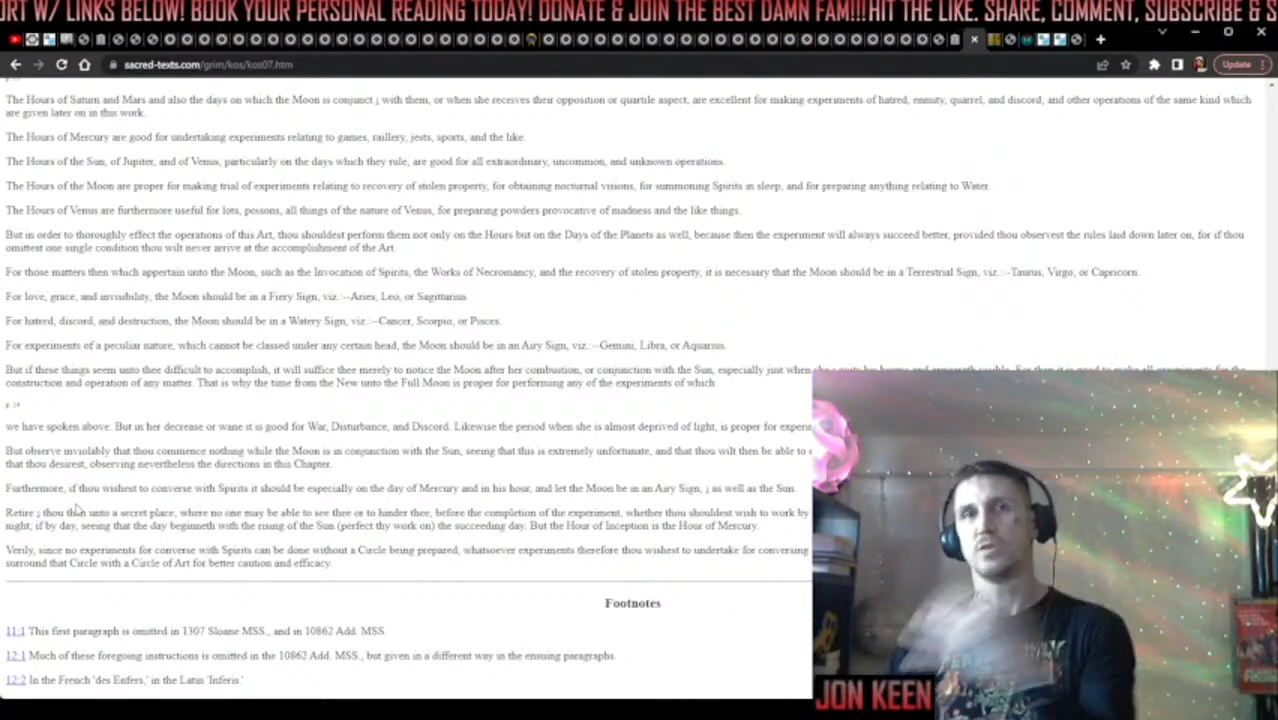 ORT W/ LINKS BELOW! BOOK YOUR PERSONAL READING TODAY! DONATE & JOIN THE BEST DAMN FAM!!! HIT THE LIKE. SHARE, COMMENT, SUBSCRIBE & S
sacred-texts.com/grim/kos/kos07.htm
Update
The Hours of Saturn and Mars and also the days on which the Moon is conjunct 1 with them, or when she receives their opposition or quartile aspect, are excellent for making experiments of hatred, enmity, quarrel, and discord; and other operations of the same kind which
are given later on in this work.
The Hours of Mercury are good for undertaking experiments relating to games, raillery, jests, sports, and the like.
The Hours of the Sun, of Jupiter, and of Venus, particularly on the days which they rule, are good for all extraordinary, uncommon, and unknown operations.
The Hours of the Moon are proper for making trial of experiments relating to recovery of stolen property, for obtaining nocturnal visions, for summoning Spirits in sleep, and for preparing anything relating to Water.
The Hours of Venus are furthermore useful for lots, poisons, all things of the nature of Venus, for preparing powders provocative of madness and the like things.
But in order to thoroughly effect the operations of this Art, thou shouldest perform them not only on the Hours but on the Days of the Planets as well, because then the experiment will always succeed better, provided thou observest the rules laid down later on, for if thou
omittest one single condition thou wilt never arrive at the accomplishment of the Art.
For those matters then which appertain unto the Moon, such as the Invocation of Spirits, the Works of Necromancy, and the recovery of stolen property, it is necessary that the Moon should be in a Terrestrial Sign, viz.:--Taurus, Virgo, or Capricorn.
For love, grace, and invisibility, the Moon should be in a Fiery Sign, viz.:--Aries, Leo, or Sagittarius.
For hatred, discord, and destruction, the Moon should be in a Watery Sign, viz.:--Cancer, Scorpio, or Pisces.
For experiments of a peculiar nature, which cannot be classed under any certain head, the Moon should be in an Airy Sign, viz.:--Gemini, Libra, or Aquarius.
But if these things seem unto thee difficult to accomplish, it will suffice thee merely to notice the Moon after her combustion, or conjunction with the Sun, especially just when
construction and operation of any matter. That is why the time from the New unto the Full Moon is proper for performing any of the experiments of which
p. 14
we have spoken above. But in her decrease or wane it is good for War, Disturbance, and Discord. Likewise the period when she is almost deprived of light, is proper for
But observe inviolably that thou commence nothing while the Moon is in conjunction with the Sun, seeing that this is extremely unfortunate, and that thou wilt then be able to
that thou desirest, observing nevertheless the directions in this Chapter.
Furthermore, if thou wishest to converse with Spirits it should be especially on the day of Mercury and in his hour, and let the Moon be in an Airy Sign, 1 as well as the Sun.
Retire 2 thou then unto a secret place, where no one may be able to see thee or to hinder thee, before the completion of the experiment, whether thou shouldest wish to work by
night; if by day, seeing that the day beginneth with the rising of the Sun (perfect thy work on) the succeeding day. But the Hour of Inception is the Hour of Mercury.
Verily, since no experiments for converse with Spirits can be done without a Circle being prepared, whatsoever experiments therefore thou wishest to undertake for conversing
surround that Circle with a Circle of Art for better caution and efficacy.
Footnotes
11:1 This first paragraph is omitted in 1307 Sloane MSS., and in 10862 Add. MSS.
12:1 Much of these foregoing instructions is omitted in the 10862 Add. MSS., but given in a different way in the ensuing paragraphs.
12:2 In the French 'des Enfers,' in the Latin 'Inferis.'
JON KEEN